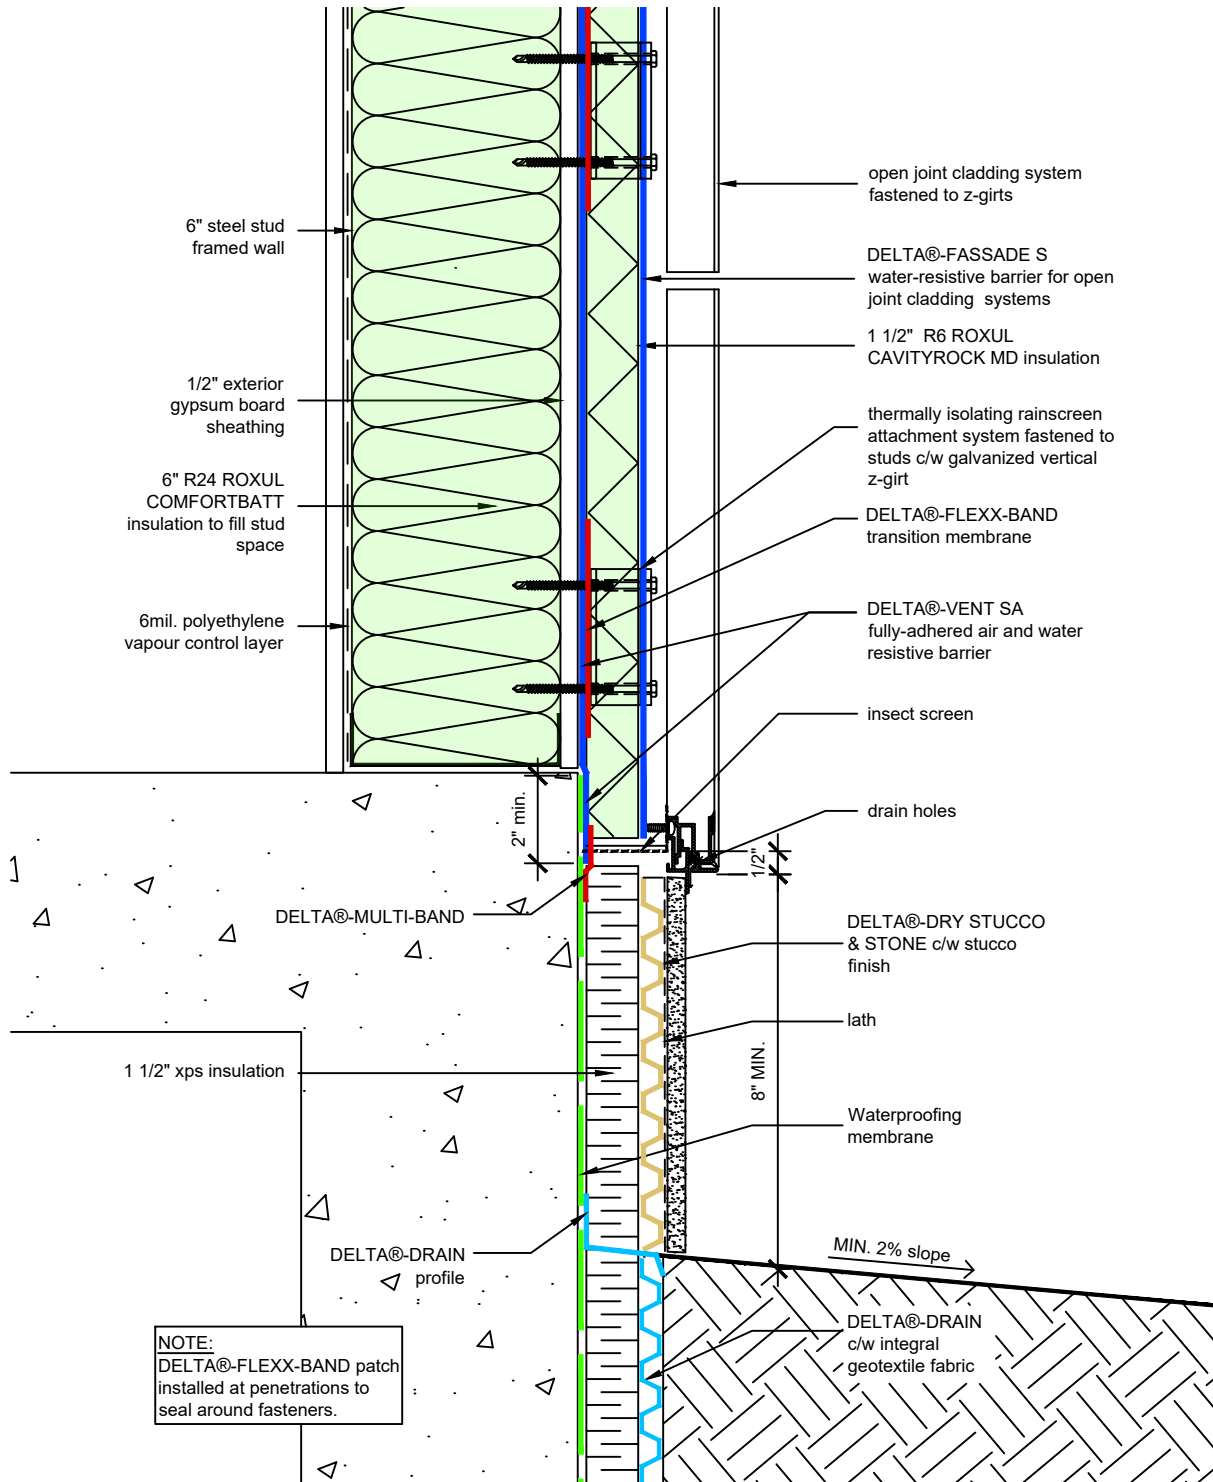 open joint cladding system
fastened to z-girts
6" steel stud
framed wall
DELTA®-FASSADE S
water-resistive barrier for open
joint cladding systems
1 1/2" R6 ROXUL
CAVITYROCK MD insulation
1/2" exterior
gypsum board
sheathing
thermally isolating rainscreen
attachment system fastened to
studs c/w galvanized vertical
z-girt
6" R24 ROXUL
COMFORTBATT
insulation to fill stud
space
DELTA®-FLEXX-BAND
transition membrane
6mil. polyethylene
vapour control layer
DELTA®-VENT SA
fully-adhered air and water
resistive barrier
insect screen
2" min.
drain holes
1/2"
DELTA®-MULTI-BAND
DELTA®-DRY STUCCO
& STONE c/w stucco
finish
lath
8" MIN.
1 1/2" xps insulation
Waterproofing
membrane
DELTA®-DRAIN
profile
MIN. 2% slope
DELTA®-DRAIN
c/w integral
geotextile fabric
NOTE:
DELTA®-FLEXX-BAND patch
installed at penetrations to
seal around fasteners.